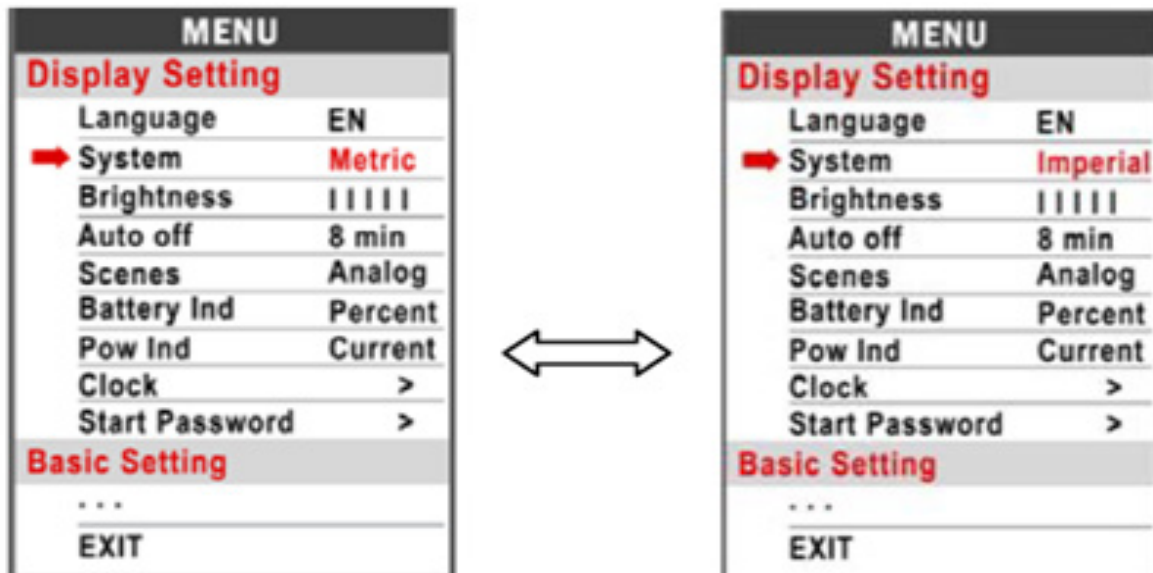 MENU
Display Setting
Language EN
System Metric
Brightness | | | | |
Auto off 8 min
Scenes Analog
Battery Ind Percent
Pow Ind Current
Clock >
Start Password >
Basic Setting
. . .
EXIT
MENU
Display Setting
Language EN
System Imperial
Brightness | | | | |
Auto off 8 min
Scenes Analog
Battery Ind Percent
Pow Ind Current
Clock >
Start Password >
Basic Setting
. . .
EXIT